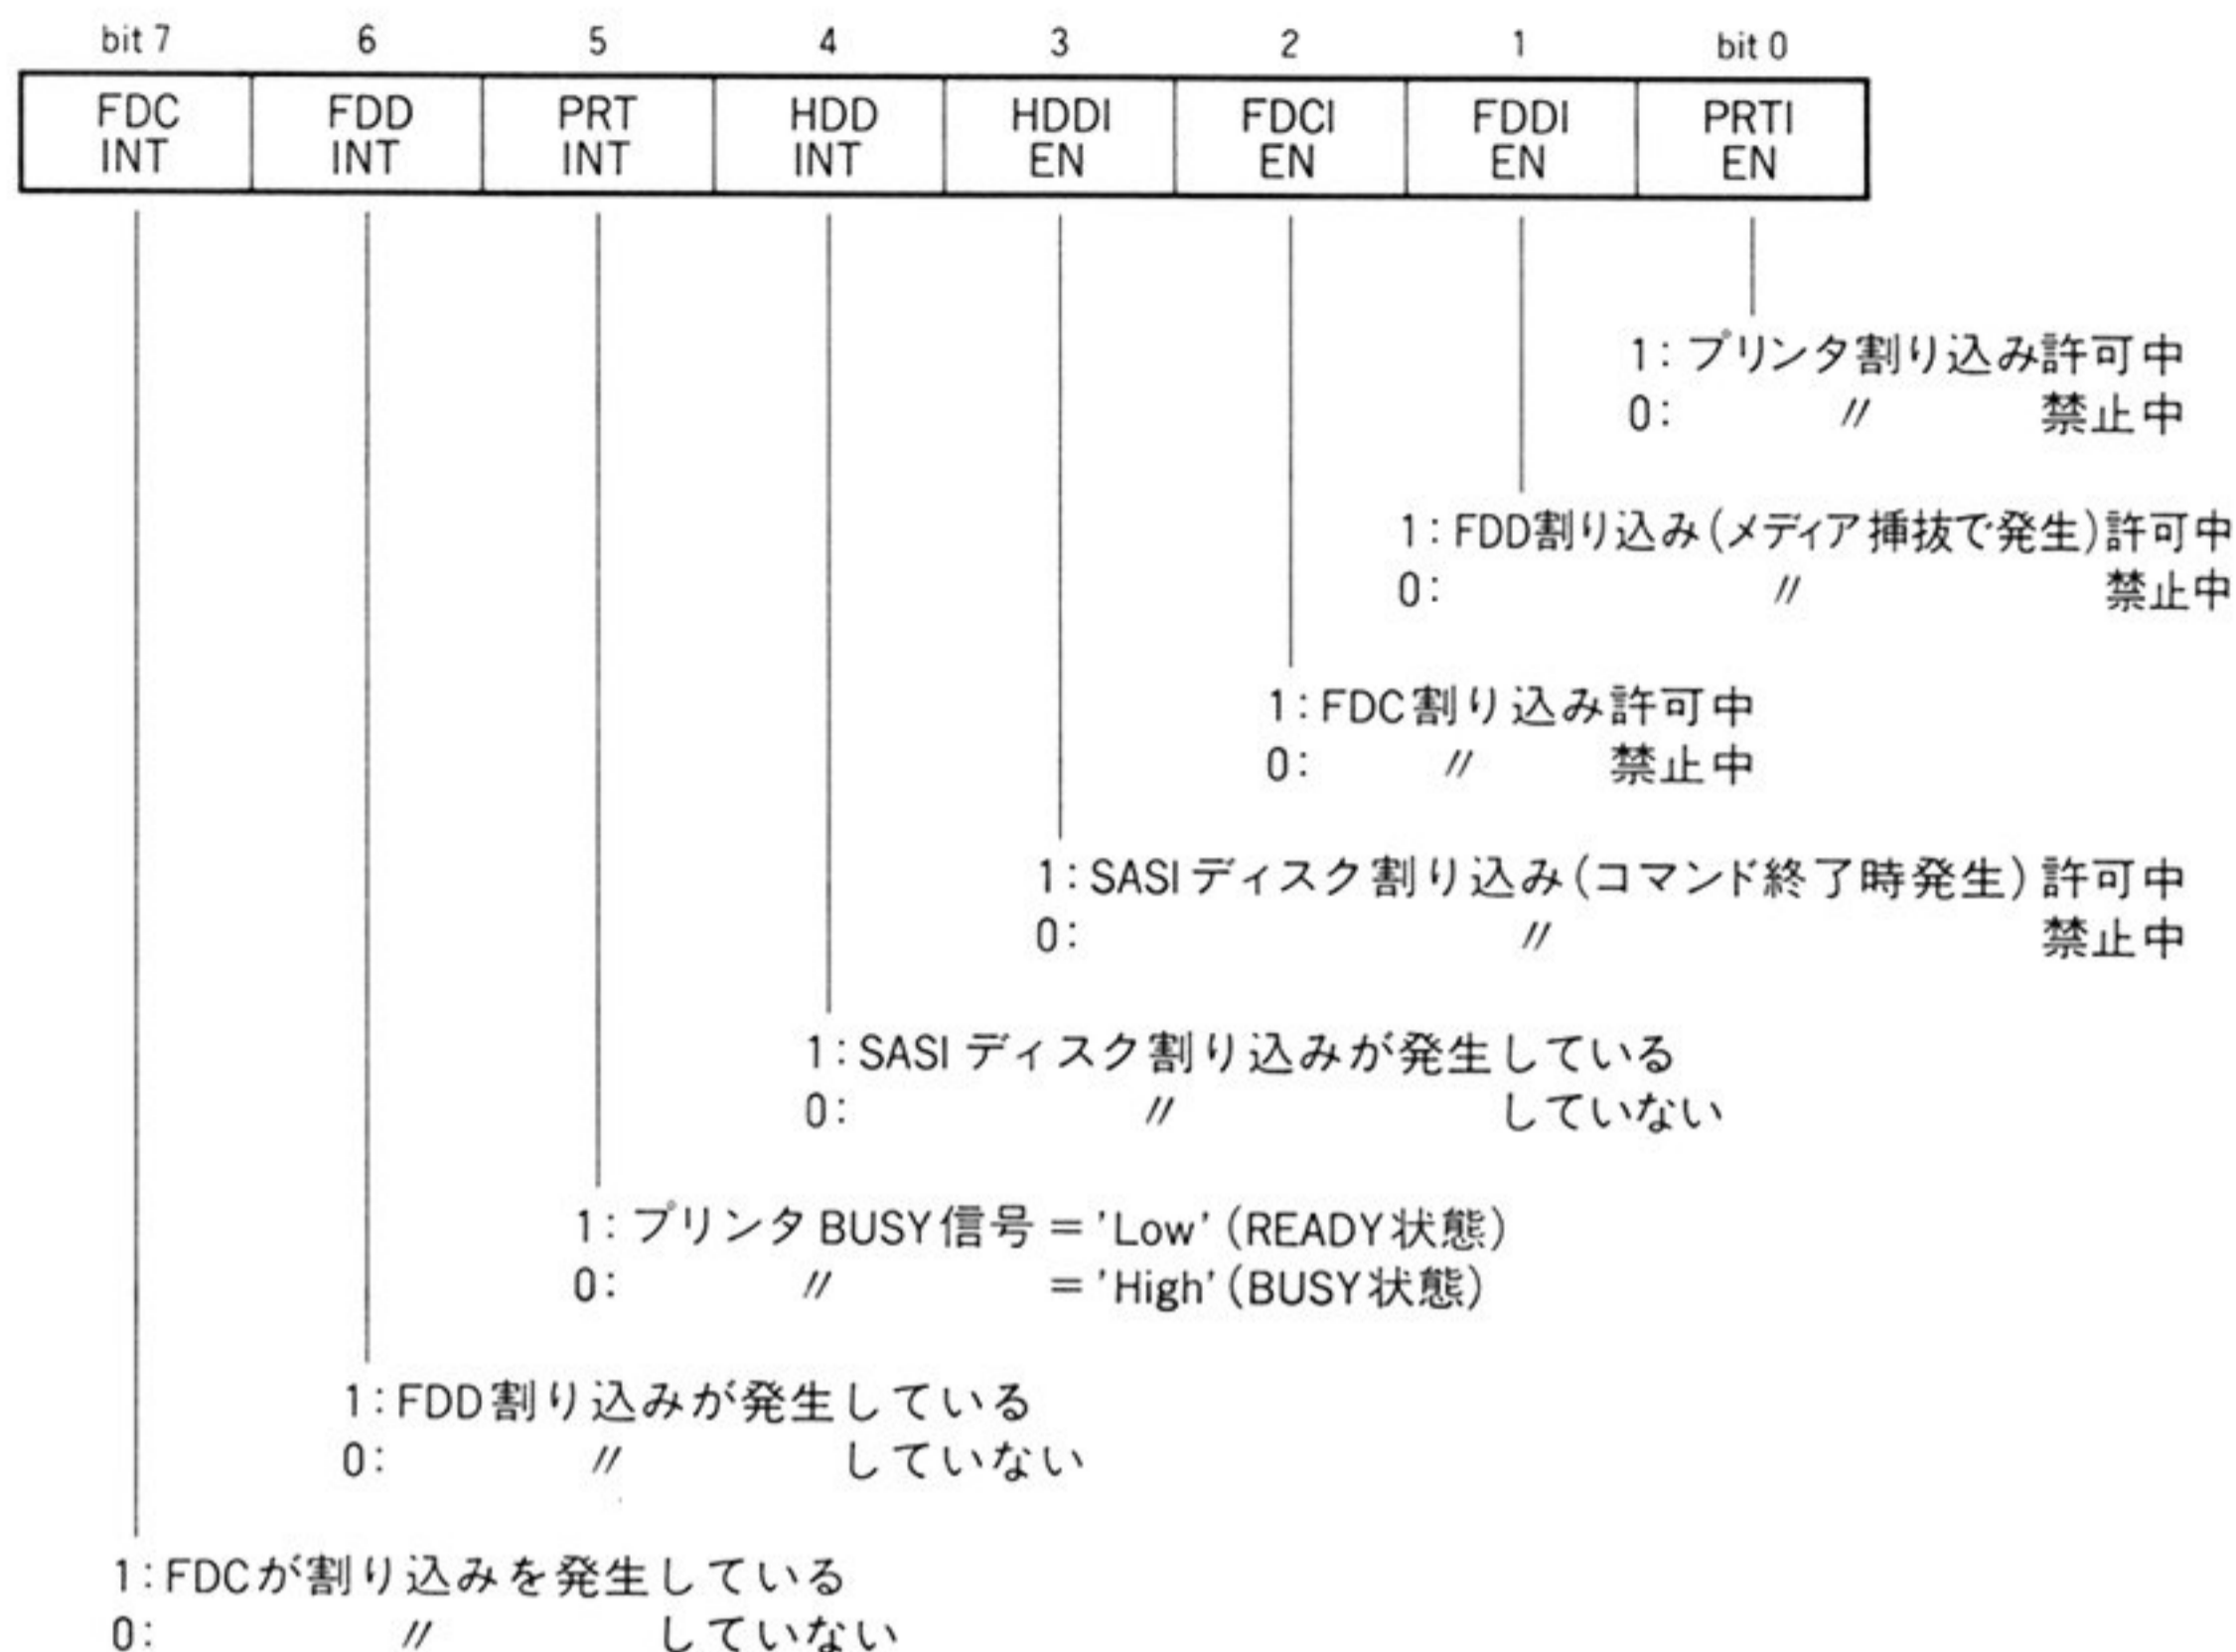 bit 7 6 5 4 3 2 1 bit 0
FDC FDD PRT HDD HDDI FDCI FDDI PRTI
INT INT INT INT EN EN EN EN
1: プリンタ割り込み許可中
0: 〃 禁止中
1: FDD割り込み(メディア挿抜で発生)許可中
0: 〃 禁止中
1: FDC割り込み許可中
0: 〃 禁止中
1: SASIディスク割り込み(コマンド終了時発生)許可中
0: 〃 禁止中
1: SASIディスク割り込みが発生している
0: 〃 していない
1: プリンタBUSY信号='Low'(READY状態)
0: 〃 ='High'(BUSY状態)
1: FDD割り込みが発生している
0: 〃 していない
1: FDCが割り込みを発生している
0: 〃 していない